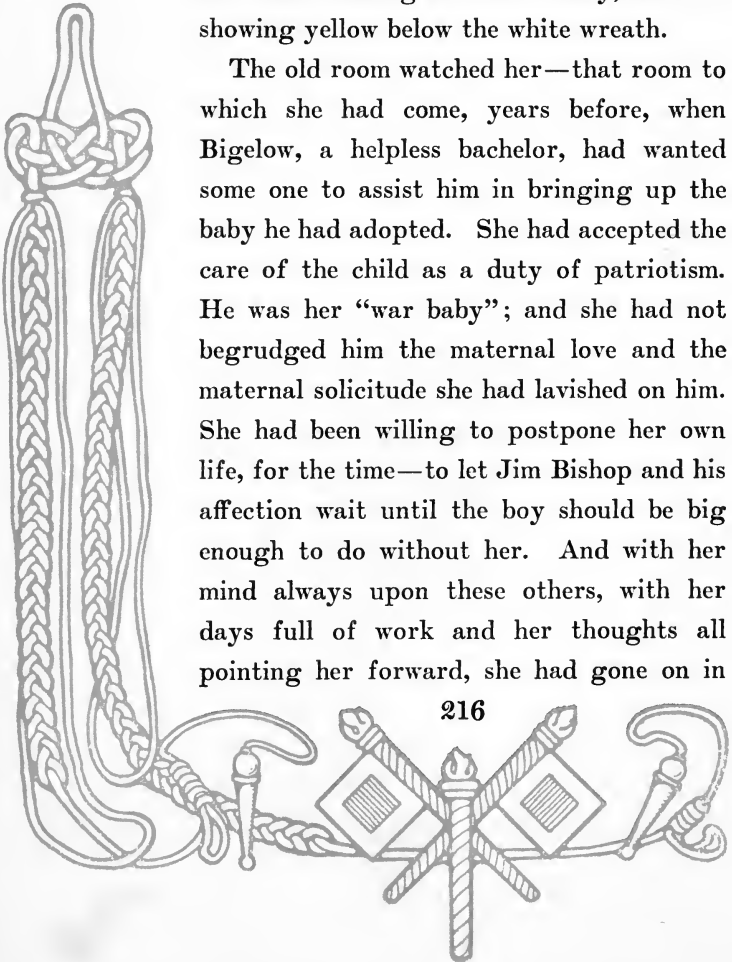 showing yellow below the white wreath.
The old room watched her—that room to
which she had come, years before, when
Bigelow, a helpless bachelor, had wanted
some one to assist him in bringing up the
baby he had adopted. She had accepted the
care of the child as a duty of patriotism.
He was her “war baby”; and she had not
begrudged him the maternal love and the
maternal solicitude she had lavished on him.
She had been willing to postpone her own
life, for the time—to let Jim Bishop and his
affection wait until the boy should be big
enough to do without her. And with her
mind always upon these others, with her
days full of work and her thoughts all
pointing her forward, she had gone on in
216